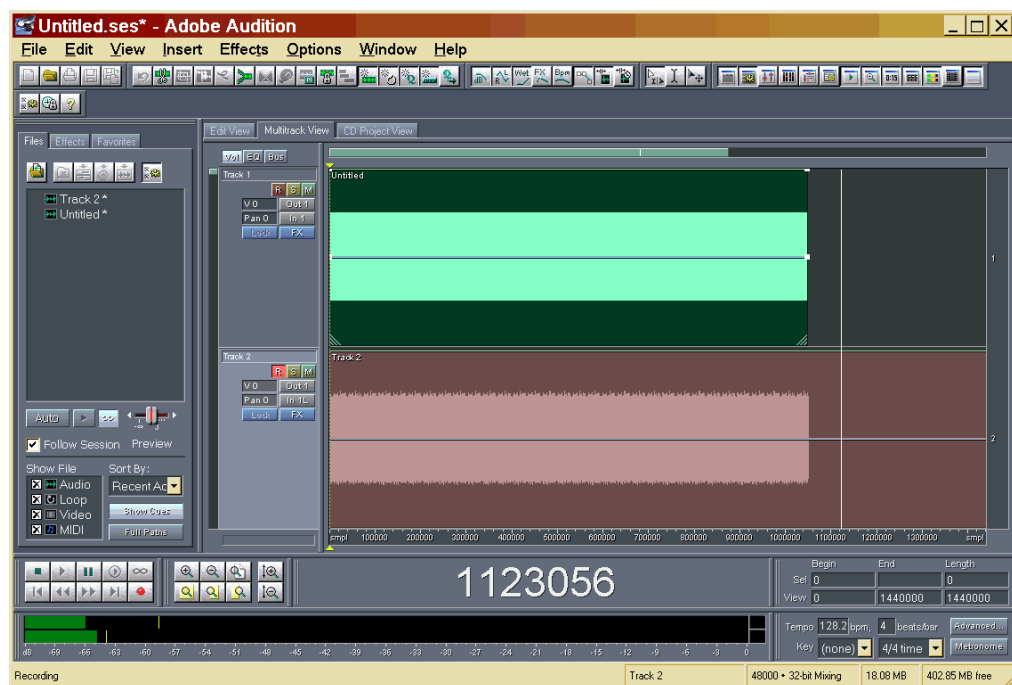 Untitled.ses* - Adobe Audition
File Edit View Insert Effects Options Window Help
Edit View Multitrack View CD Project View
Files Effects Favorites
Vol EQ Bus
Track 2 *
Untitled *
Track 1
R S M
V 0 Out 1
Pan 0 In 1
Lock FX
Untitled
1
Track 2
R S M
V 0 Out 1
Pan 0 In 1L
Lock FX
Track 2
2
Auto
Follow Session Preview
Show File Sort By:
Audio Recent Ac
Loop
Video Show Cues
MIDI Full Paths
smpl 100000 200000 300000 400000 500000 600000 700000 800000 900000 1000000 1100000 1200000 1300000 smpl
1123056
Begin End Length
Sel 0 0
View 0 1440000 1440000
Tempo 128.2 bpm, 4 beats/bar Advanced...
Key (none) 4/4 time Metronome
dB -69 -66 -63 -60 -57 -54 -51 -48 -45 -42 -39 -36 -33 -30 -27 -24 -21 -18 -15 -12 -9 -6 -3 0
Recording Track 2 48000 • 32-bit Mixing 18.08 MB 402.85 MB free